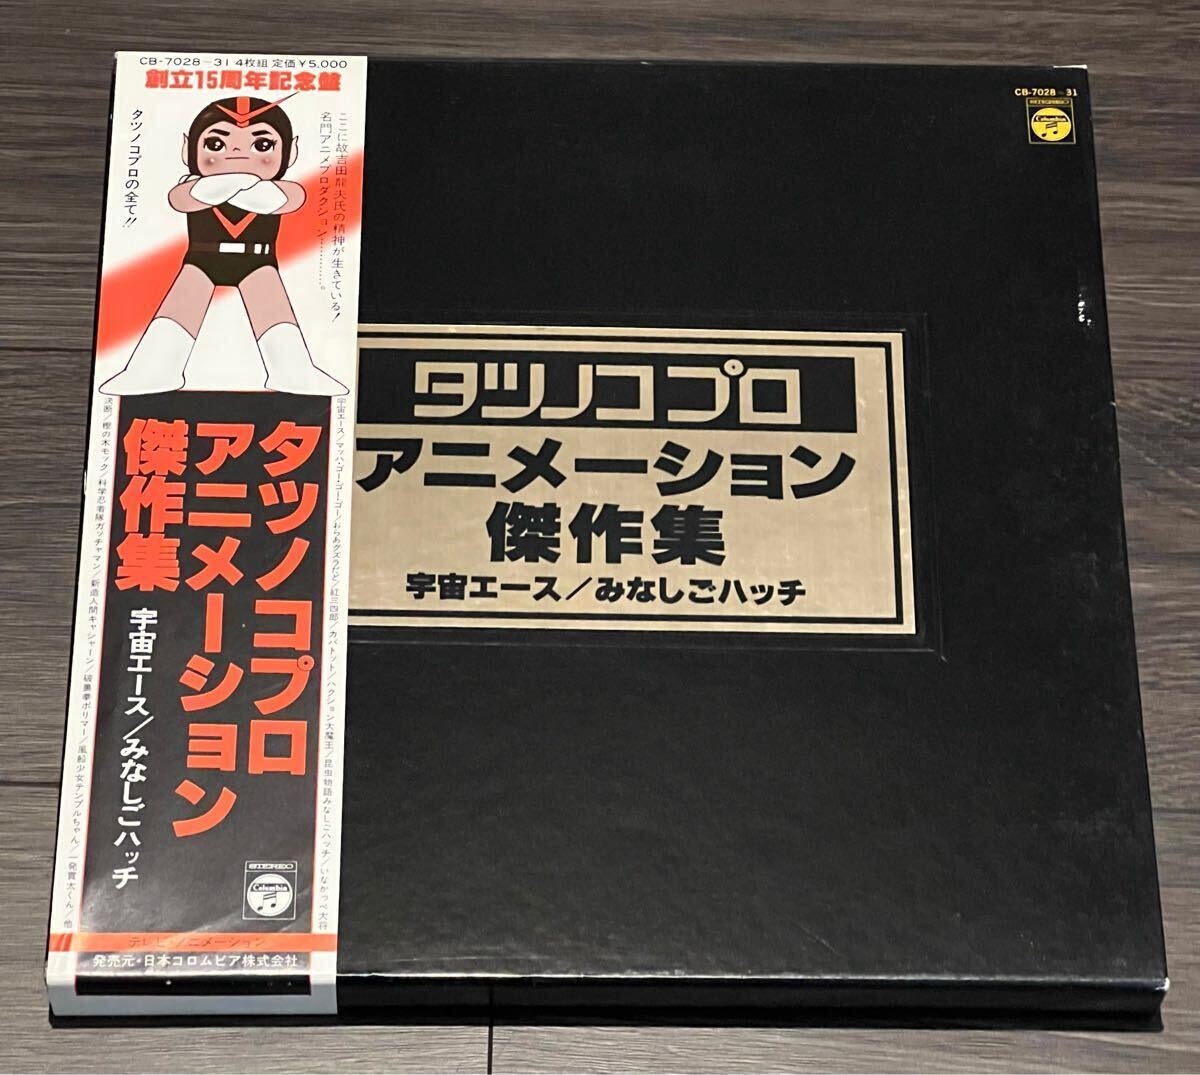 CB-7028~31 4枚組 定価¥5,000
創立15周年記念盤
ここに故吉田龍夫氏の精神が生きている!
名門アニメプロダクション…………。
タツノコプロの全て!!
宇宙エース/マッハ・ゴー・ゴー・ゴー/おらあグズラだど/紅三四郎/カバトット/ハクション大魔王/昆虫物語みなしごハッチ/いなかっぺ大将
決断/樫の木モック/科学忍者隊ガッチャマン/新造人間キャシャーン/破裏拳ポリマー/風船少女テンプルちゃん/一発貫太くん/他
タツノコプロ
アニメーション
傑作集
宇宙エース/みなしごハッチ
STEREO
Columbia
テレビ・アニメーション
発売元・日本コロムビア株式会社
CB-7028~31
STEREO
Columbia
タツノコプロ
アニメーション
傑作集
宇宙エース/みなしごハッチ